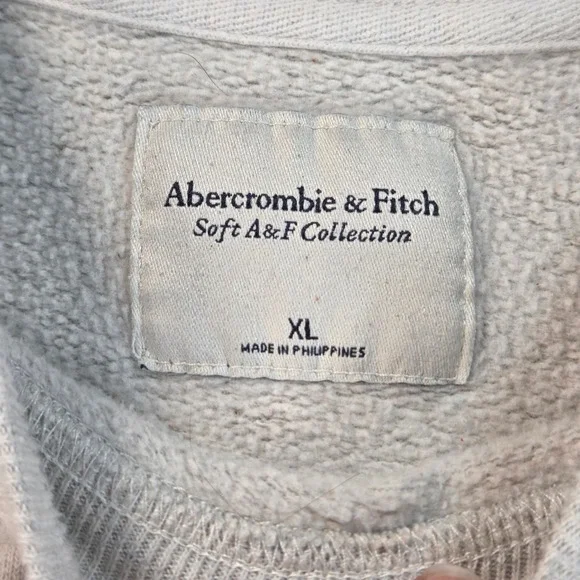 Abercrombie & Fitch
Soft A&F Collection
XL
MADE IN PHILIPPINES